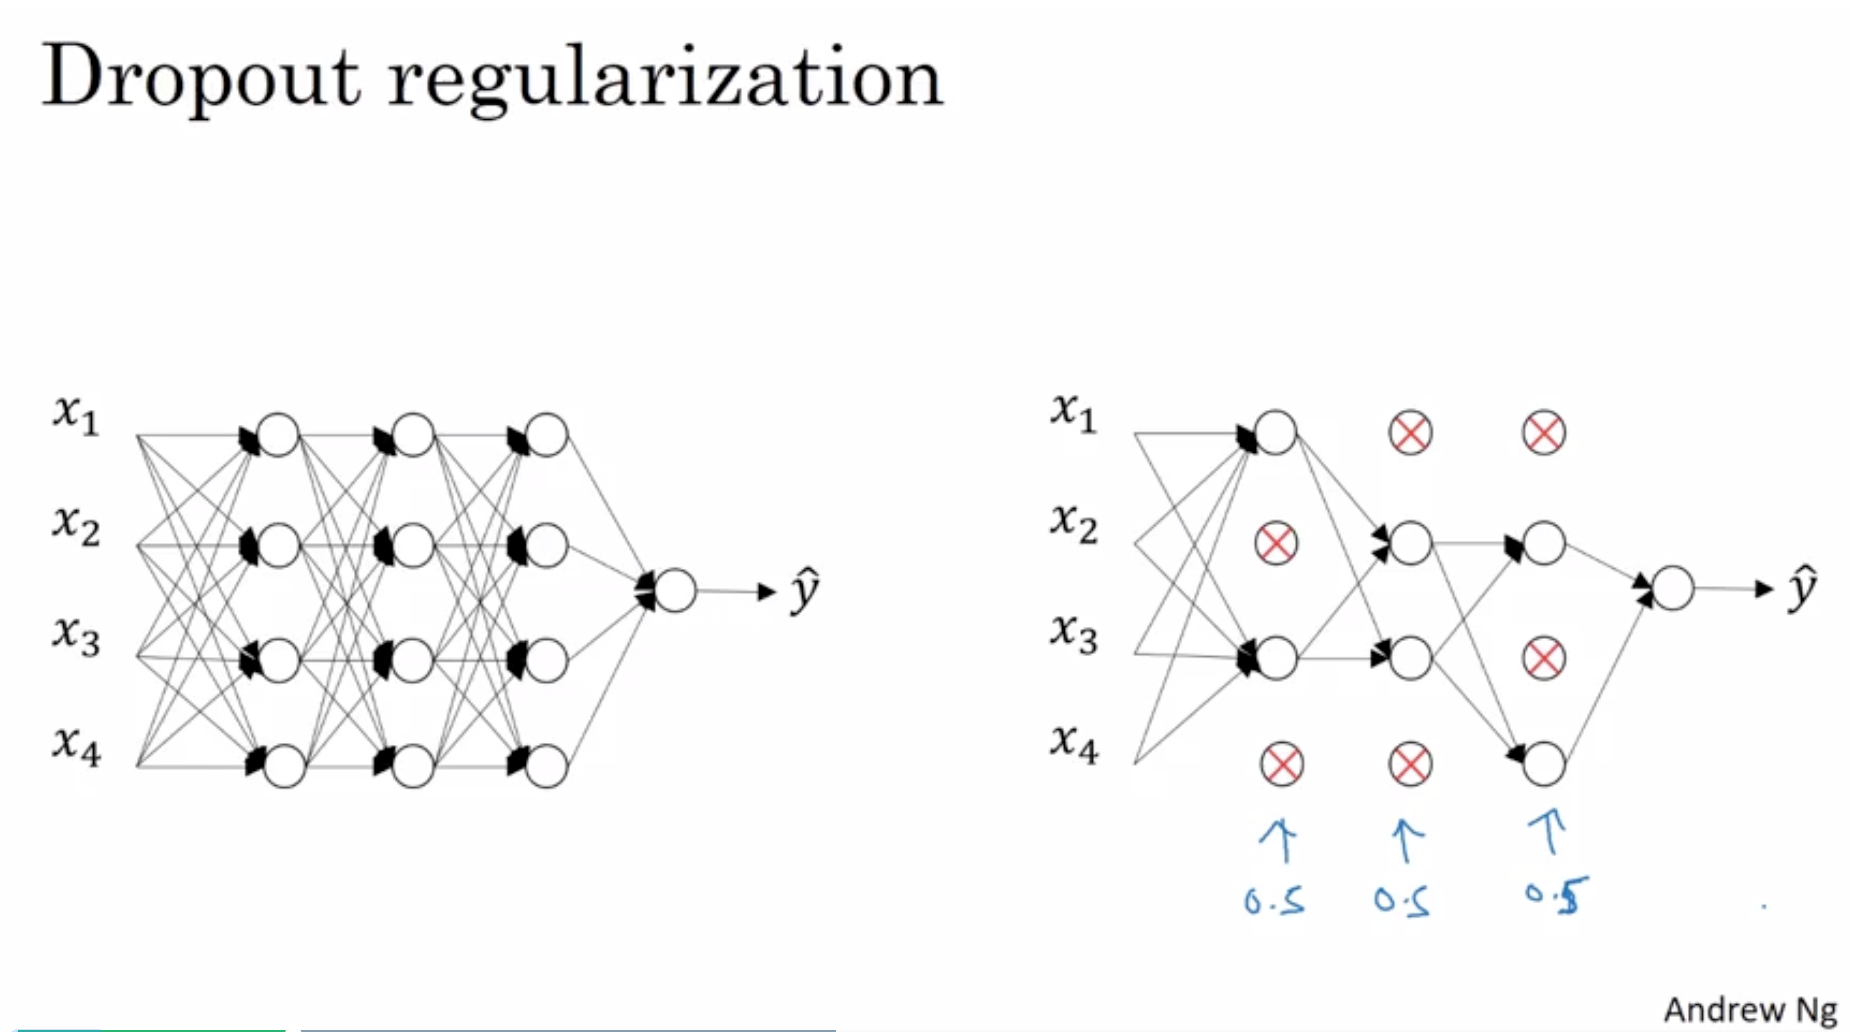 Dropout regularization
x₁
x₂
x₃
x₄
ŷ
x₁
x₂
x₃
x₄
ŷ
0.5 0.5 0.5
Andrew Ng